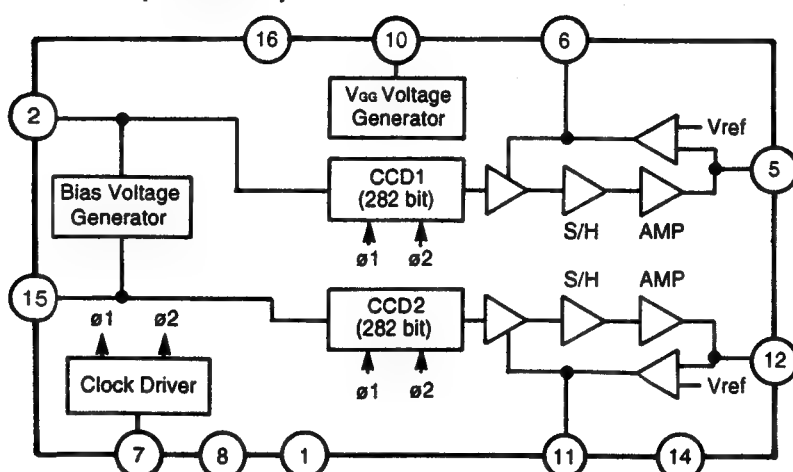 16
10
6
2
VGG Voltage
Generator
Vref
CCD1
(282 bit)
5
Bias Voltage
Generator
S/H
AMP
ø1
ø2
S/H
AMP
15
ø1
ø2
CCD2
(282 bit)
12
Clock Driver
ø1
ø2
Vref
7
8
1
11
14